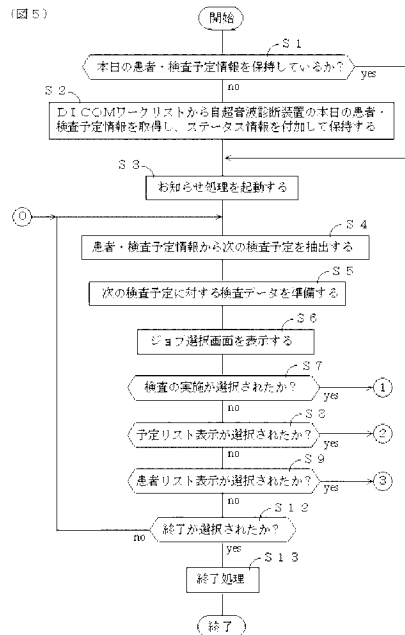 (図5)
開始
S1
本日の患者・検査予定情報を保持しているか?
yes
no
S2
DICOMワークリストから自超音波診断装置の本日の患者・
検査予定情報を取得し、ステータス情報を付加して保持する
S3
お知らせ処理を起動する
0
S4
患者・検査予定情報から次の検査予定を抽出する
S5
次の検査予定に対する検査データを準備する
S6
ジョブ選択画面を表示する
S7
検査の実施が選択されたか?
yes
1
no
S8
予定リスト表示が選択されたか?
yes
2
no
S9
患者リスト表示が選択されたか?
yes
3
no
S12
終了が選択されたか?
no
yes
S13
終了処理
終了